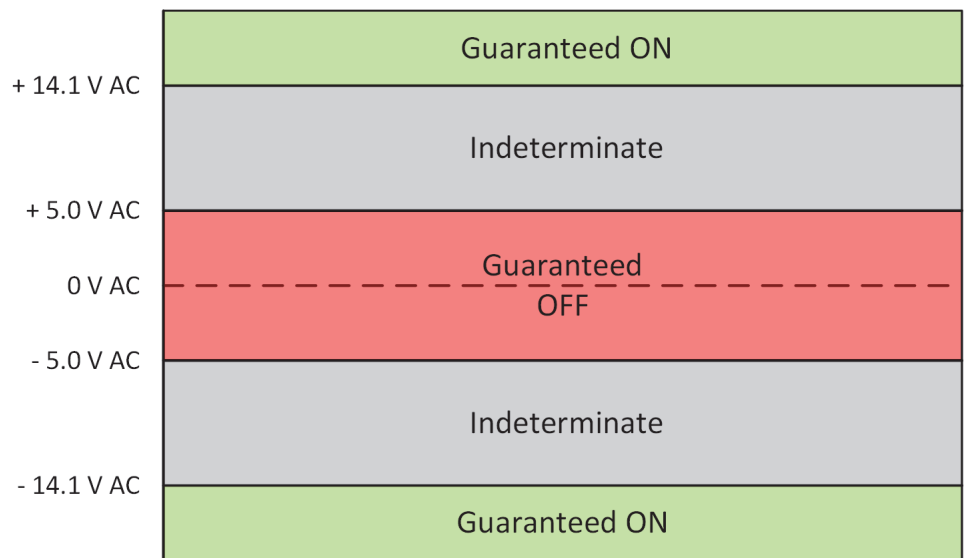 Guaranteed ON
+ 14.1 V AC
Indeterminate
+ 5.0 V AC
Guaranteed
0 V AC
OFF
- 5.0 V AC
Indeterminate
- 14.1 V AC
Guaranteed ON